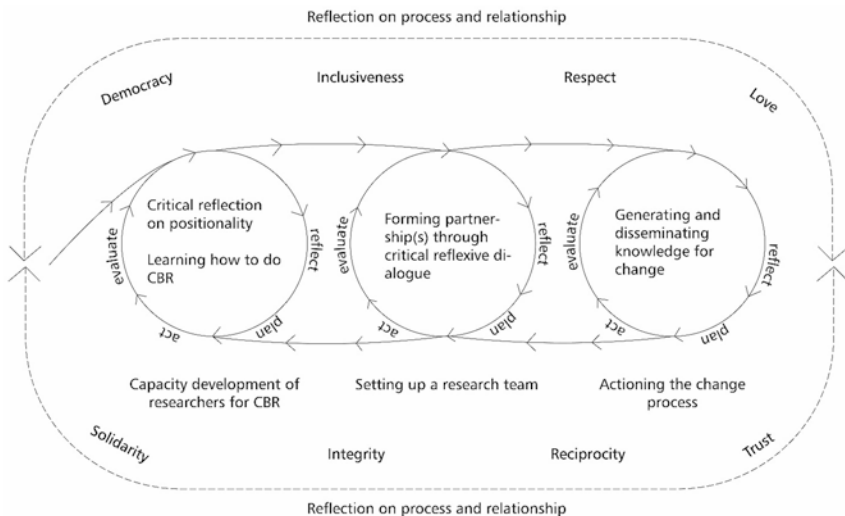 Reflection on process and relationship
Democracy
Inclusiveness
Respect
Love
Critical reflection
on positionality
Learning how to do
CBR
evaluate
reflect
plan
act
Forming partner-
ship(s) through
critical reflexive di-
alogue
evaluate
reflect
plan
act
Generating and
disseminating
knowledge for
change
evaluate
reflect
plan
act
Capacity development of
researchers for CBR
Setting up a research team
Actioning the change
process
Solidarity
Integrity
Reciprocity
Trust
Reflection on process and relationship